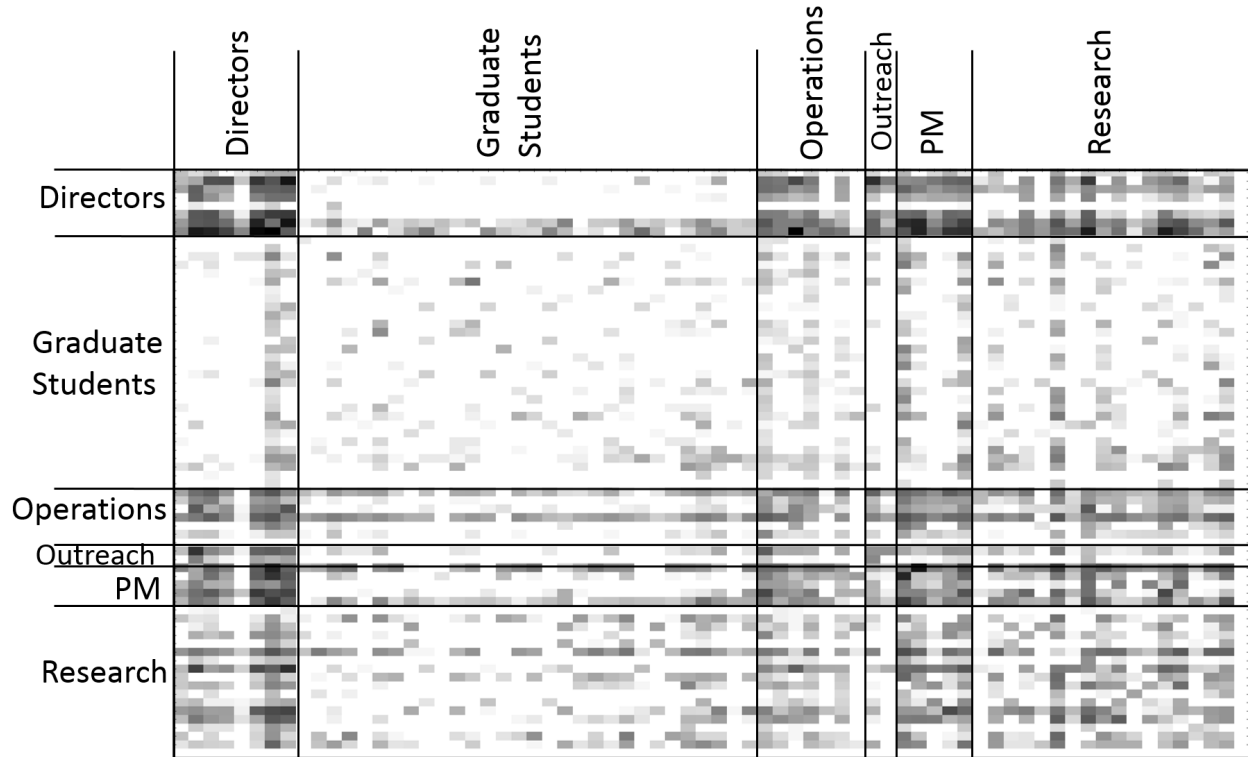 Directors
Graduate
Students
Operations
Outreach
PM
Research
Directors
Graduate
Students
Operations
Outreach
PM
Research